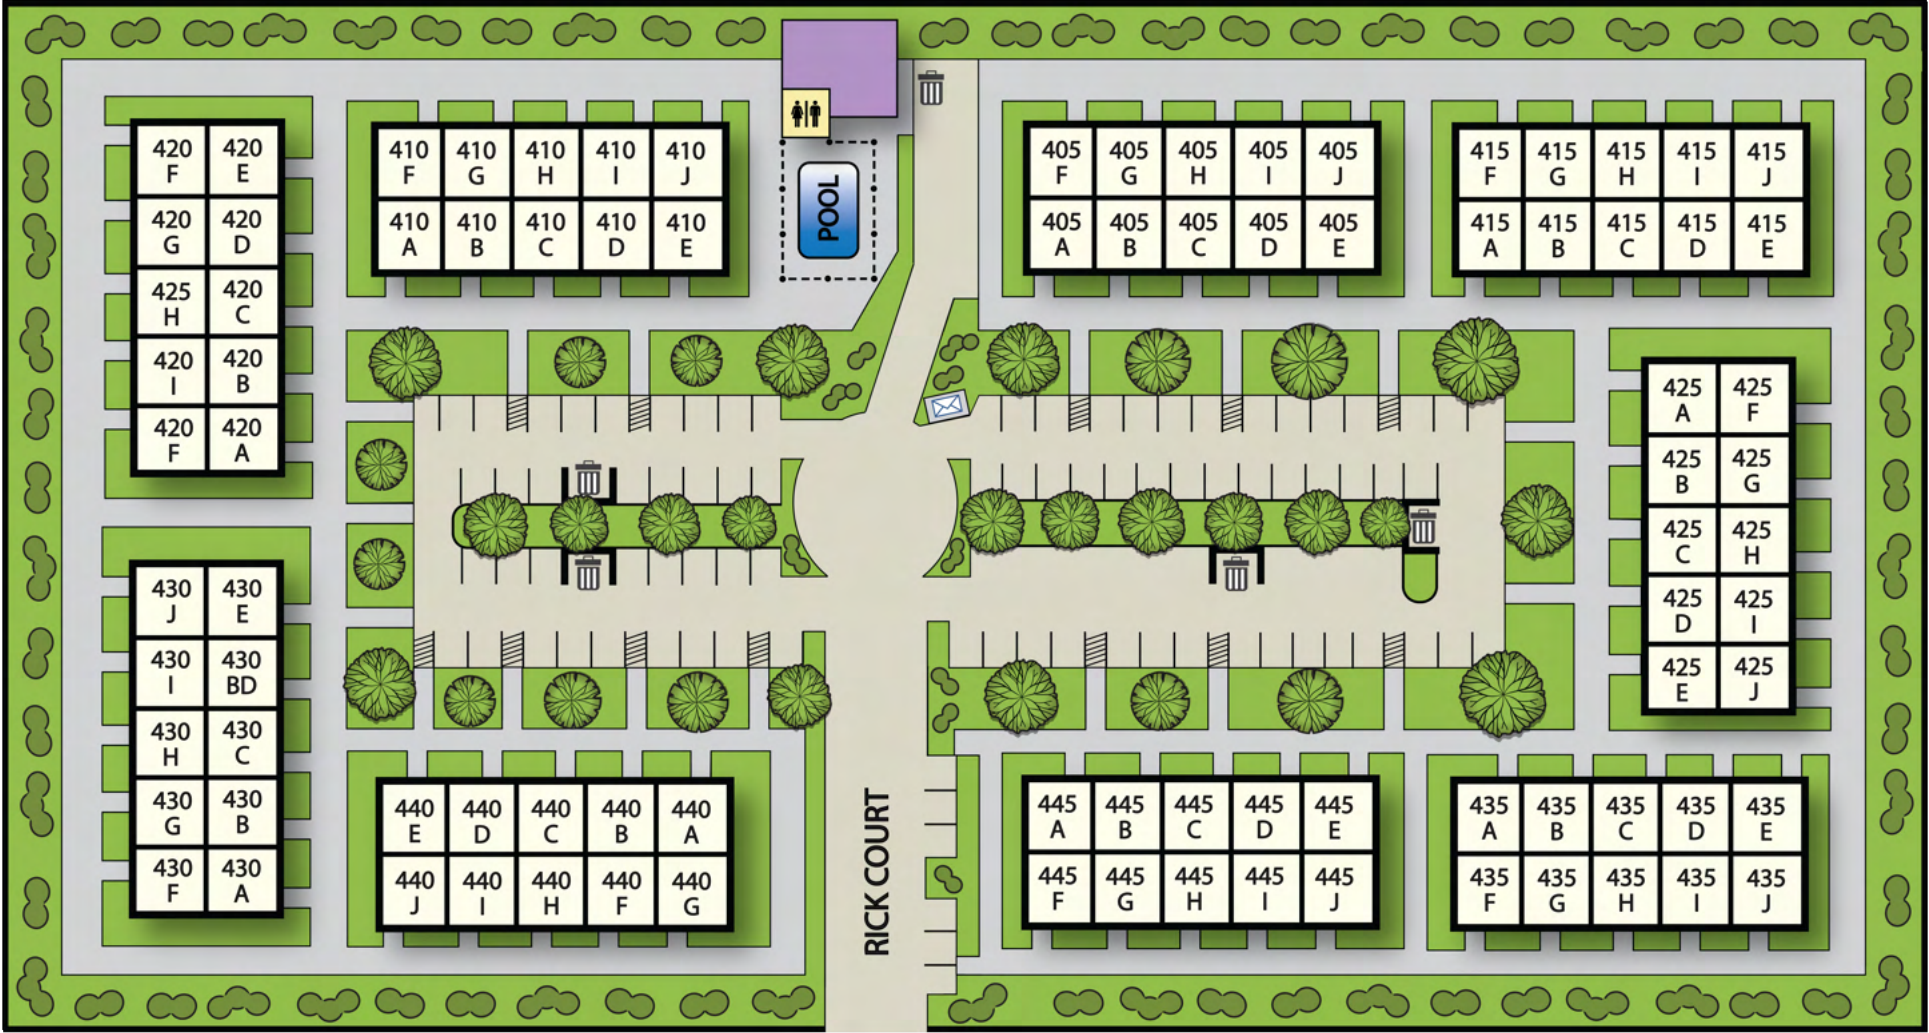 420 F
420 E
420 G
420 D
425 H
420 C
420 I
420 B
420 F
420 A
410 F
410 G
410 H
410 I
410 J
410 A
410 B
410 C
410 D
410 E
POOL
405 F
405 G
405 H
405 I
405 J
405 A
405 B
405 C
405 D
405 E
415 F
415 G
415 H
415 I
415 J
415 A
415 B
415 C
415 D
415 E
425 A
425 F
425 B
425 G
425 C
425 H
425 D
425 I
425 E
425 J
430 J
430 E
430 I
430 BD
430 H
430 C
430 G
430 B
430 F
430 A
440 E
440 D
440 C
440 B
440 A
440 J
440 I
440 H
440 F
440 G
RICK COURT
445 A
445 B
445 C
445 D
445 E
445 F
445 G
445 H
445 I
445 J
435 A
435 B
435 C
435 D
435 E
435 F
435 G
435 H
435 I
435 J